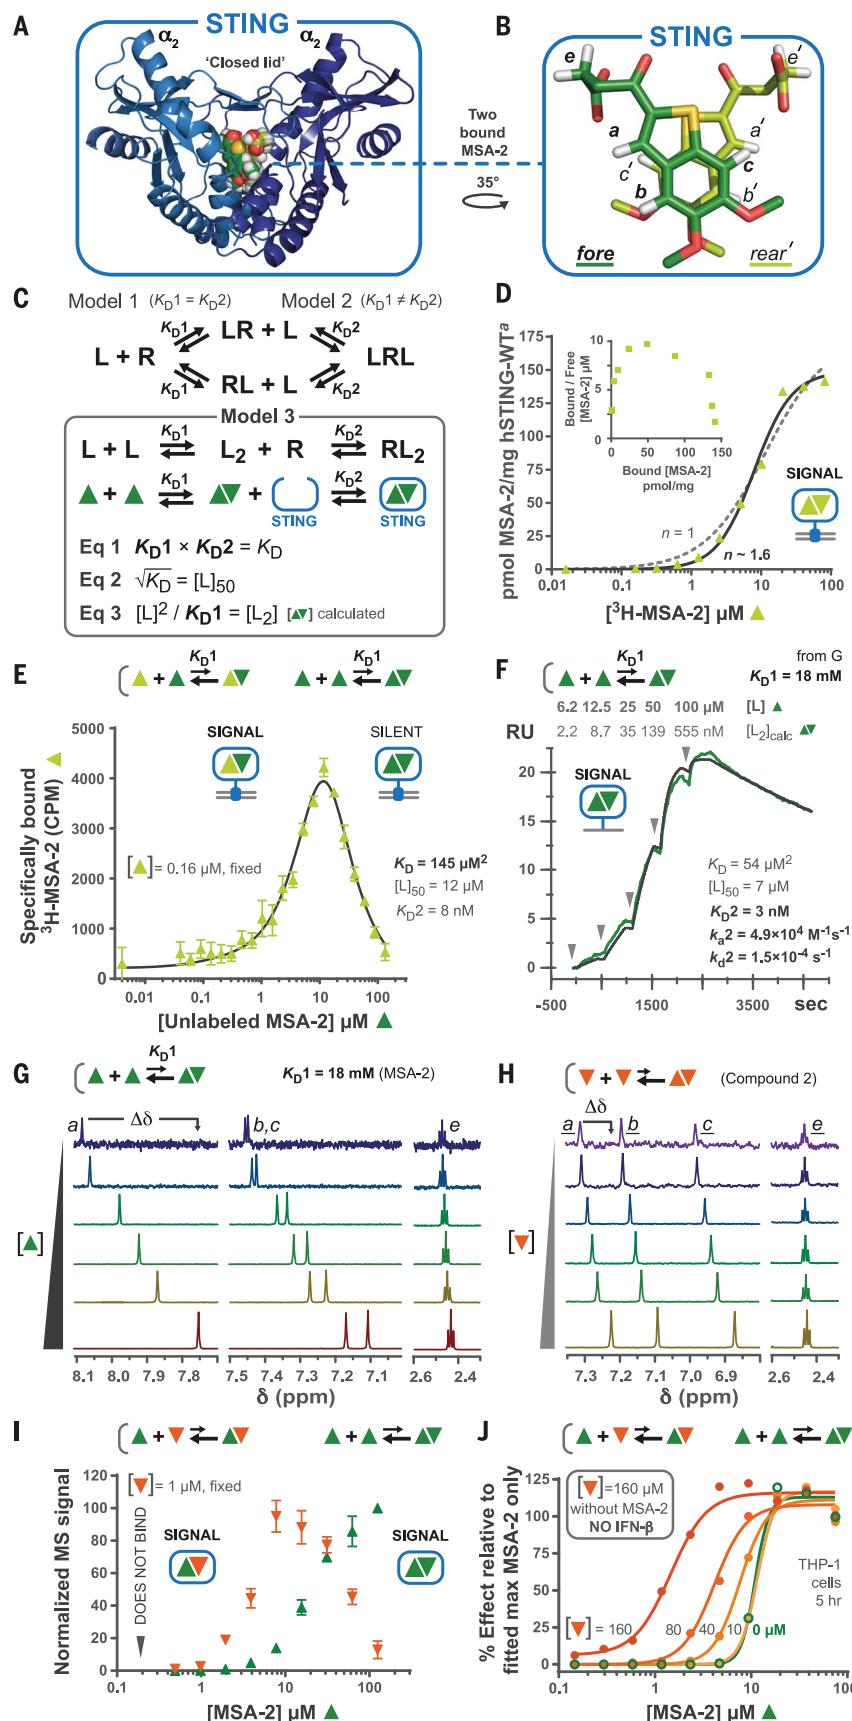 A
STING
α2
α2
'Closed lid'
Two
bound
MSA-2
35°
B
STING
e
e'
a
a'
c'
c
b
b'
fore
rear'
C
Model 1 (KD1 = KD2)
Model 2 (KD1 ≠ KD2)
LR + L
KD1
KD2
L + R
LRL
KD1
KD2
RL + L
Model 3
L + L
KD1
L2 + R
KD2
RL2
▲ + ▲
KD1
▲▼ +
STING
KD2
▲▼
STING
Eq 1 KD1 × KD2 = KD
Eq 2 √KD = [L]50
Eq 3 [L]2 / KD1 = [L2] [▲▼] calculated
D
pmol MSA-2/mg hSTING-WTa
175
150
125
100
75
50
25
0
0.01
0.1
1
10
100
[3H-MSA-2] µM ▲
Bound / Free
[MSA-2] µM
10
5
0
0
50
100
150
Bound [MSA-2]
pmol/mg
SIGNAL
n = 1
n ~ 1.6
E
▲ + ▲ KD1 ▲▼
▲ + ▲ KD1 ▲▼
Specifically bound
3H-MSA-2 (CPM)
5000
4000
3000
2000
1000
0
SIGNAL
SILENT
[▲] = 0.16 µM, fixed
KD = 145 µM2
[L]50 = 12 µM
KD2 = 8 nM
0.01
0.1
1
10
100
[Unlabeled MSA-2] µM ▲
F
▲ + ▲ KD1 ▲▼
from G
KD1 = 18 mM
6.2 12.5 25 50 100 µM [L] ▲
RU 2.2 8.7 35 139 555 nM [L2]calc ▲▼
20
15
10
5
0
SIGNAL
KD = 54 µM2
[L]50 = 7 µM
KD2 = 3 nM
ka2 = 4.9×104 M-1s-1
kd2 = 1.5×10-4 s-1
-500
1500
3500
sec
G
▲ + ▲ KD1 ▲▼
KD1 = 18 mM (MSA-2)
a
Δδ
b,c
e
[▲]
8.1
8.0
7.9
7.8
7.5
7.4
7.3
7.2
7.1
2.6
2.4
δ (ppm)
H
▼ + ▼ ▲▼
(Compound 2)
a
Δδ
b
c
e
[▼]
7.3
7.2
7.1
7.0
6.9
2.6
2.4
δ (ppm)
I
▲ + ▼ ▲▼
▲ + ▲ ▲▼
Normalized MS signal
120
100
80
60
40
20
0
[▼] = 1 µM, fixed
DOES NOT BIND
SIGNAL
SIGNAL
0.1
1
10
100
[MSA-2] µM ▲
J
▲ + ▼ ▲▼
▲ + ▲ ▲▼
% Effect relative to
fitted max MSA-2 only
125
100
75
50
25
0
[▼]=160 µM
without MSA-2
NO IFN-β
THP-1
cells
5 hr
[▼] = 160
80
40
10
0 µM
0.1
1
10
100
[MSA-2] µM ▲